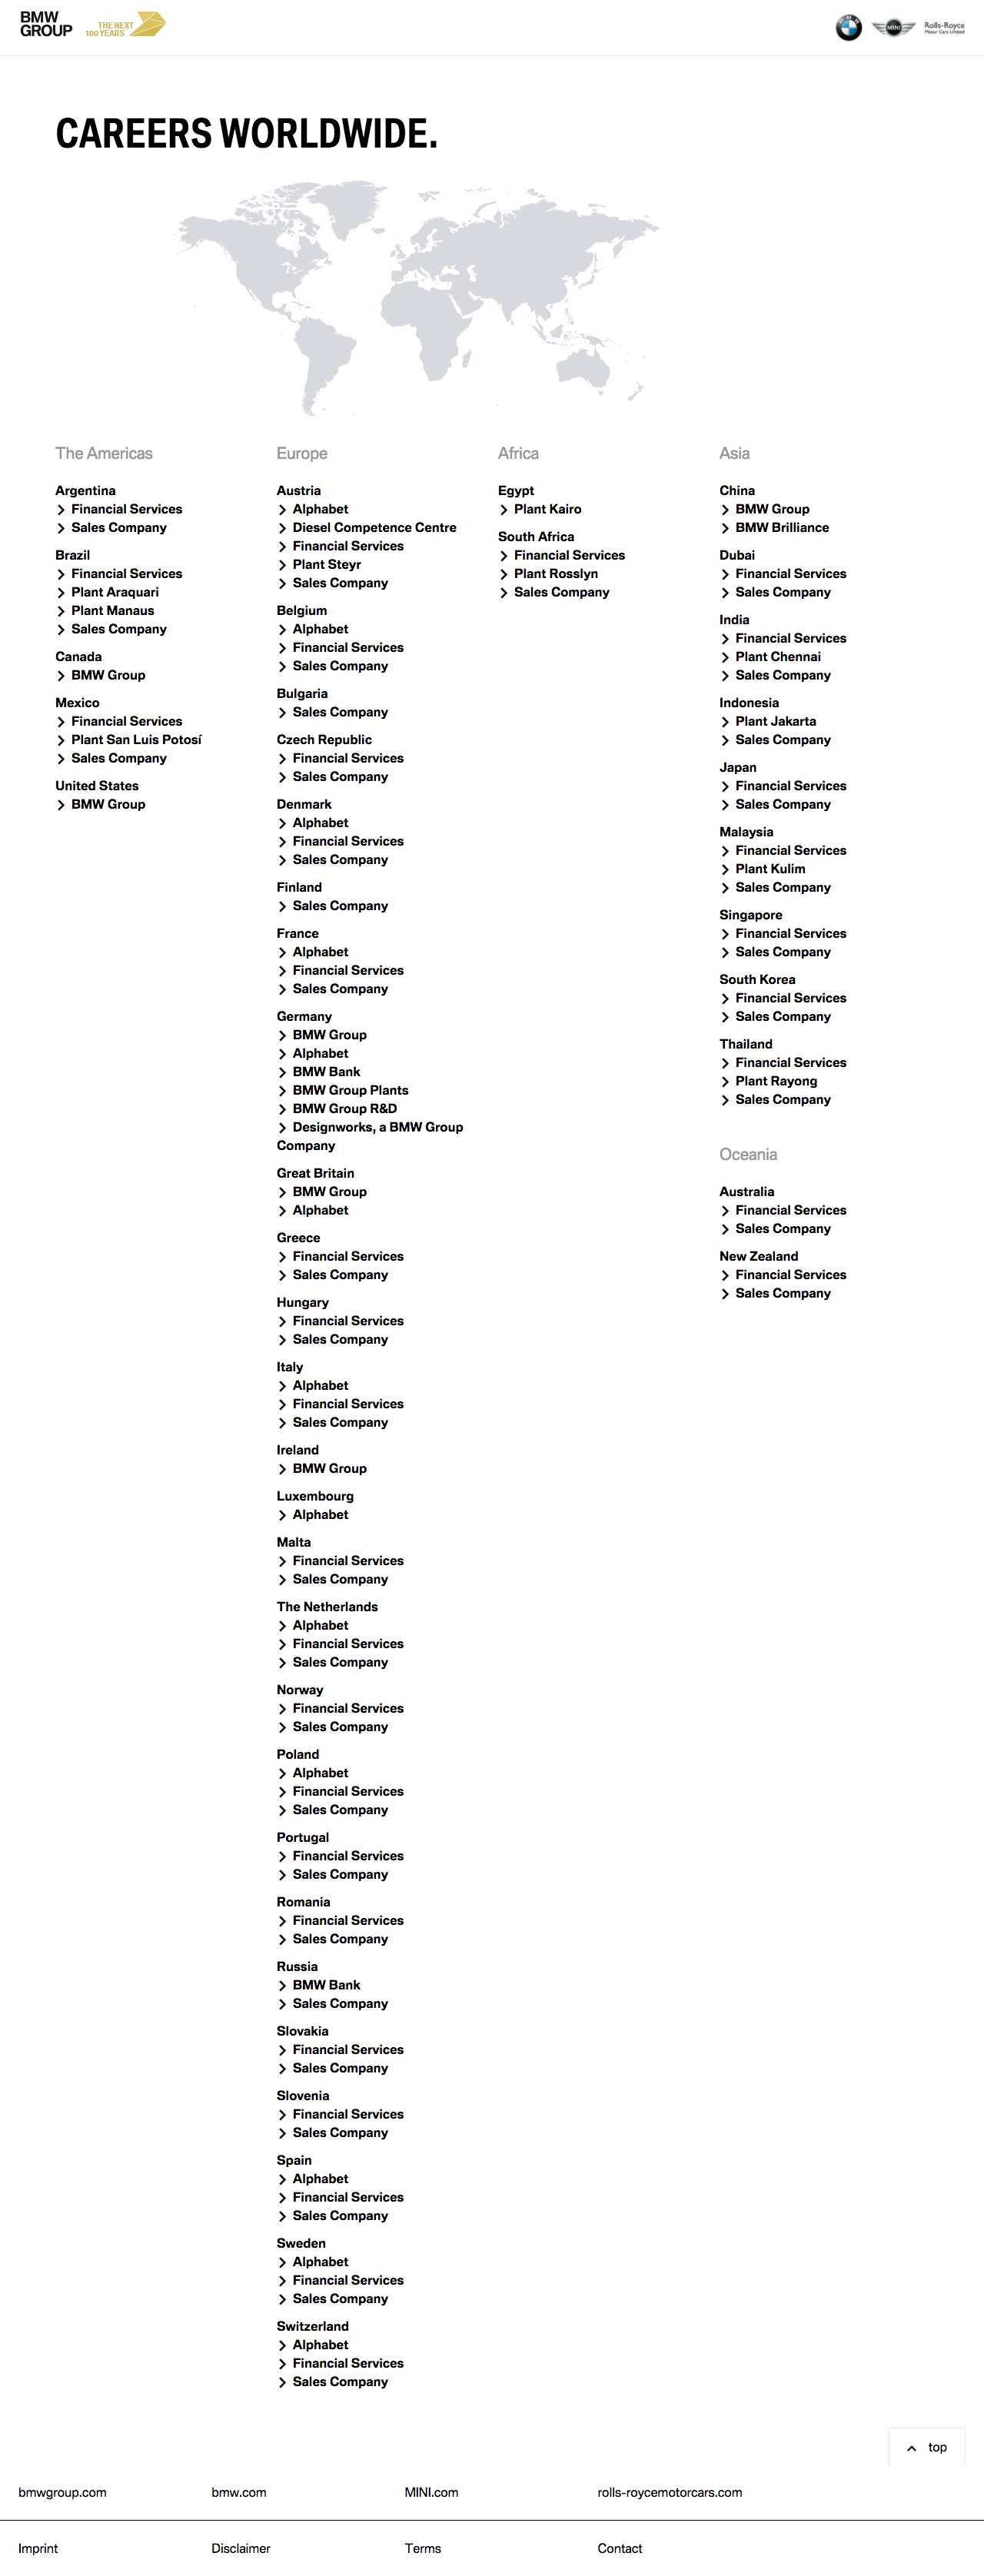 BMW
GROUP
THE NEXT
100 YEARS
BMW
MINI
Rolls-Royce
Motor Cars Limited
CAREERS WORLDWIDE.
The Americas
Argentina
Financial Services
Sales Company
Brazil
Financial Services
Plant Araquari
Plant Manaus
Sales Company
Canada
BMW Group
Mexico
Financial Services
Plant San Luis Potosí
Sales Company
United States
BMW Group
Europe
Austria
Alphabet
Diesel Competence Centre
Financial Services
Plant Steyr
Sales Company
Belgium
Alphabet
Financial Services
Sales Company
Bulgaria
Sales Company
Czech Republic
Financial Services
Sales Company
Denmark
Alphabet
Financial Services
Sales Company
Finland
Sales Company
France
Alphabet
Financial Services
Sales Company
Germany
BMW Group
Alphabet
BMW Bank
BMW Group Plants
BMW Group R&D
Designworks, a BMW Group
Company
Great Britain
BMW Group
Alphabet
Greece
Financial Services
Sales Company
Hungary
Financial Services
Sales Company
Italy
Alphabet
Financial Services
Sales Company
Ireland
BMW Group
Luxembourg
Alphabet
Malta
Financial Services
Sales Company
The Netherlands
Alphabet
Financial Services
Sales Company
Norway
Financial Services
Sales Company
Poland
Alphabet
Financial Services
Sales Company
Portugal
Financial Services
Sales Company
Romania
Financial Services
Sales Company
Russia
BMW Bank
Sales Company
Slovakia
Financial Services
Sales Company
Slovenia
Financial Services
Sales Company
Spain
Alphabet
Financial Services
Sales Company
Sweden
Alphabet
Financial Services
Sales Company
Switzerland
Alphabet
Financial Services
Sales Company
Africa
Egypt
Plant Kairo
South Africa
Financial Services
Plant Rosslyn
Sales Company
Asia
China
BMW Group
BMW Brilliance
Dubai
Financial Services
Sales Company
India
Financial Services
Plant Chennai
Sales Company
Indonesia
Plant Jakarta
Sales Company
Japan
Financial Services
Sales Company
Malaysia
Financial Services
Plant Kulim
Sales Company
Singapore
Financial Services
Sales Company
South Korea
Financial Services
Sales Company
Thailand
Financial Services
Plant Rayong
Sales Company
Oceania
Australia
Financial Services
Sales Company
New Zealand
Financial Services
Sales Company
top
bmwgroup.com bmw.com MINI.com rolls-roycemotorcars.com
Imprint Disclaimer Terms Contact